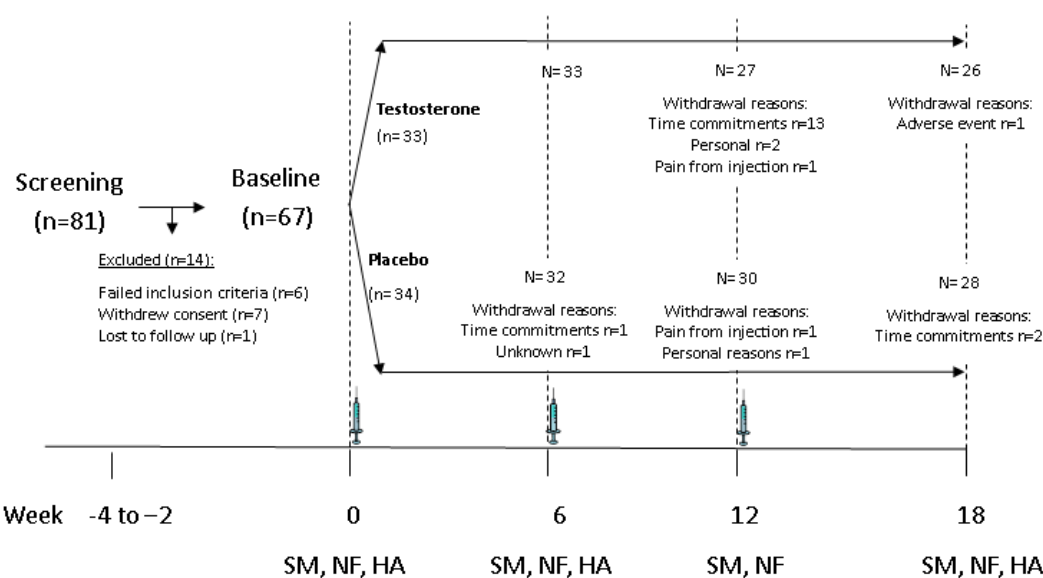 Screening
(n=81)
Excluded (n=14):
Failed inclusion criteria (n=6)
Withdrew consent (n=7)
Lost to follow up (n=1)
Baseline
(n=67)
Testosterone
(n=33)
N=33
N=27
Withdrawal reasons:
Time commitments n=13
Personal n=2
Pain from injection n=1
N=26
Withdrawal reasons:
Adverse event n=1
Placebo
(n=34)
N=32
Withdrawal reasons:
Time commitments n=1
Unknown n=1
N=30
Withdrawal reasons:
Pain from injection n=1
Personal reasons n=1
N=28
Withdrawal reasons:
Time commitments n=2
Week -4 to –2 0 6 12 18
SM, NF, HA SM, NF, HA SM, NF SM, NF, HA